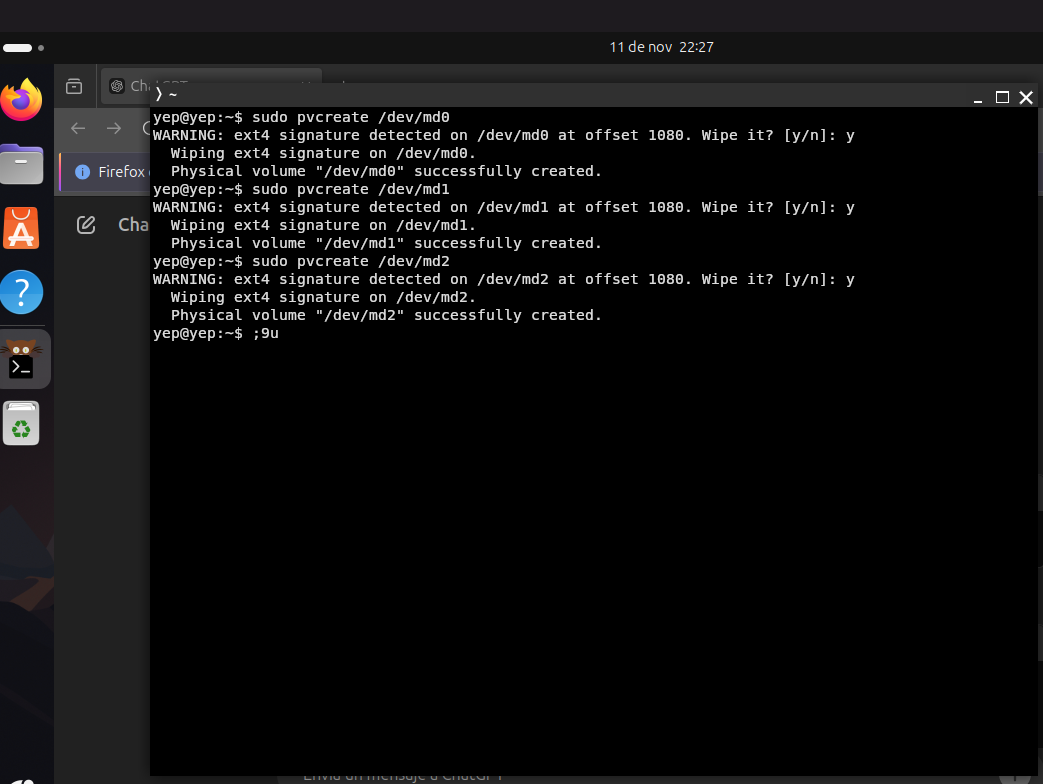 11 de nov 22:27
〉~
yep@yep:~$ sudo pvcreate /dev/md0
WARNING: ext4 signature detected on /dev/md0 at offset 1080. Wipe it? [y/n]: y
Wiping ext4 signature on /dev/md0.
Physical volume "/dev/md0" successfully created.
yep@yep:~$ sudo pvcreate /dev/md1
WARNING: ext4 signature detected on /dev/md1 at offset 1080. Wipe it? [y/n]: y
Wiping ext4 signature on /dev/md1.
Physical volume "/dev/md1" successfully created.
yep@yep:~$ sudo pvcreate /dev/md2
WARNING: ext4 signature detected on /dev/md2 at offset 1080. Wipe it? [y/n]: y
Wiping ext4 signature on /dev/md2.
Physical volume "/dev/md2" successfully created.
yep@yep:~$ ;9u
Firefox
Cha
Envía un mensaje a ChatGPT